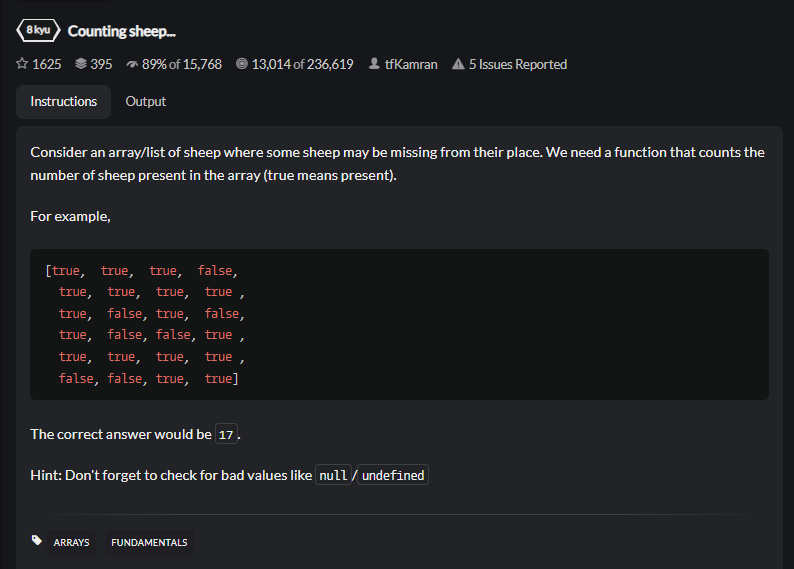 8 kyu Counting sheep...
1625 395 89% of 15,768 13,014 of 236,619 tfKamran 5 Issues Reported
Instructions Output
Consider an array/list of sheep where some sheep may be missing from their place. We need a function that counts the
number of sheep present in the array (true means present).
For example,
[true,  true,  true,  false,
  true,  true,  true,  true ,
  true,  false, true,  false,
  true,  false, false, true ,
  true,  true,  true,  true ,
  false, false, true,  true]
The correct answer would be 17.
Hint: Don't forget to check for bad values like null/undefined
ARRAYS FUNDAMENTALS